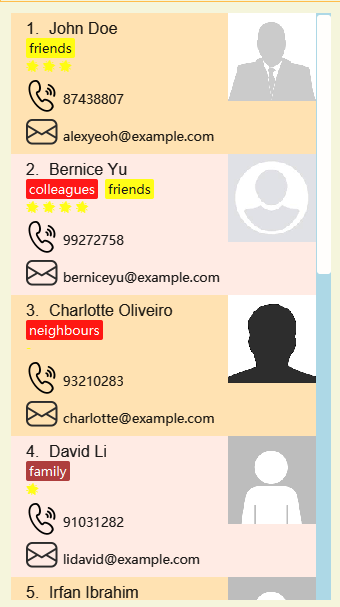 1. John Doe
friends
87438807
alexyeoh@example.com
2. Bernice Yu
colleagues friends
99272758
berniceyu@example.com
3. Charlotte Oliveiro
neighbours
93210283
charlotte@example.com
4. David Li
family
91031282
lidavid@example.com
5. Irfan Ibrahim